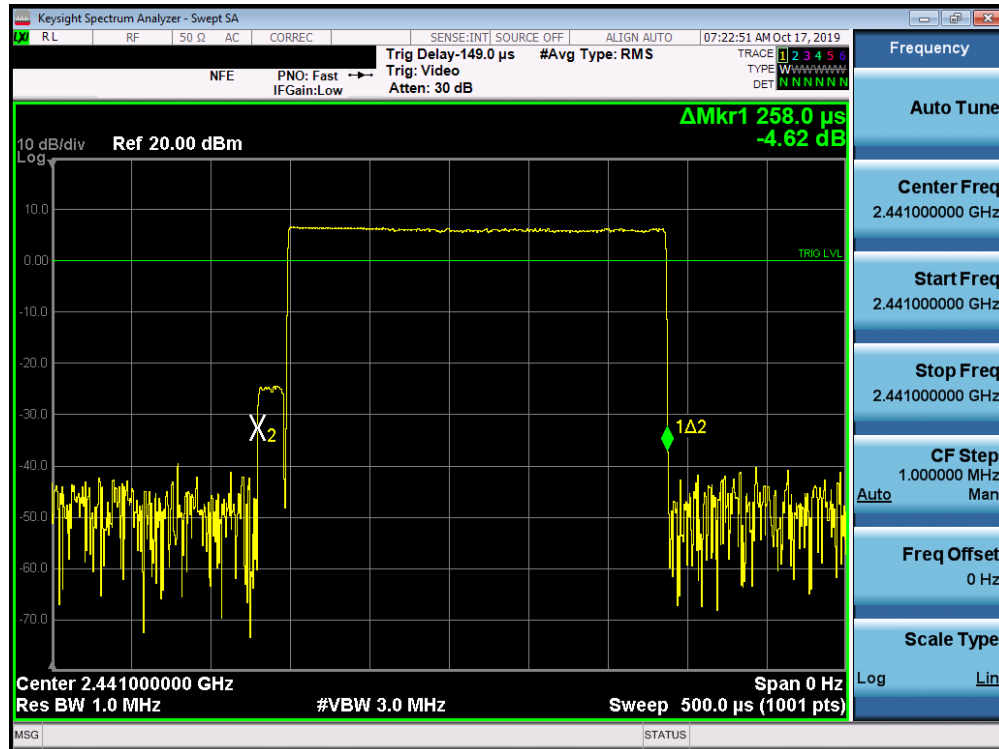 Keysight Spectrum Analyzer - Swept SA
LXI RL RF 50 Ω AC CORREC SENSE:INT SOURCE OFF ALIGN AUTO 07:22:51 AM Oct 17, 2019
Trig Delay-149.0 µs #Avg Type: RMS TRACE 1 2 3 4 5 6
NFE PNO: Fast Trig: Video TYPE WWWWWW
IFGain:Low Atten: 30 dB DET N N N N N N
ΔMkr1 258.0 µs
-4.62 dB
10 dB/div Ref 20.00 dBm
Log
10.0
0.00
TRIG LVL
-10.0
-20.0
-30.0
2
1Δ2
-40.0
-50.0
-60.0
-70.0
Center 2.441000000 GHz Span 0 Hz
Res BW 1.0 MHz #VBW 3.0 MHz Sweep 500.0 µs (1001 pts)
MSG STATUS
Frequency
Auto Tune
Center Freq
2.441000000 GHz
Start Freq
2.441000000 GHz
Stop Freq
2.441000000 GHz
CF Step
1.000000 MHz
Auto Man
Freq Offset
0 Hz
Scale Type
Log Lin